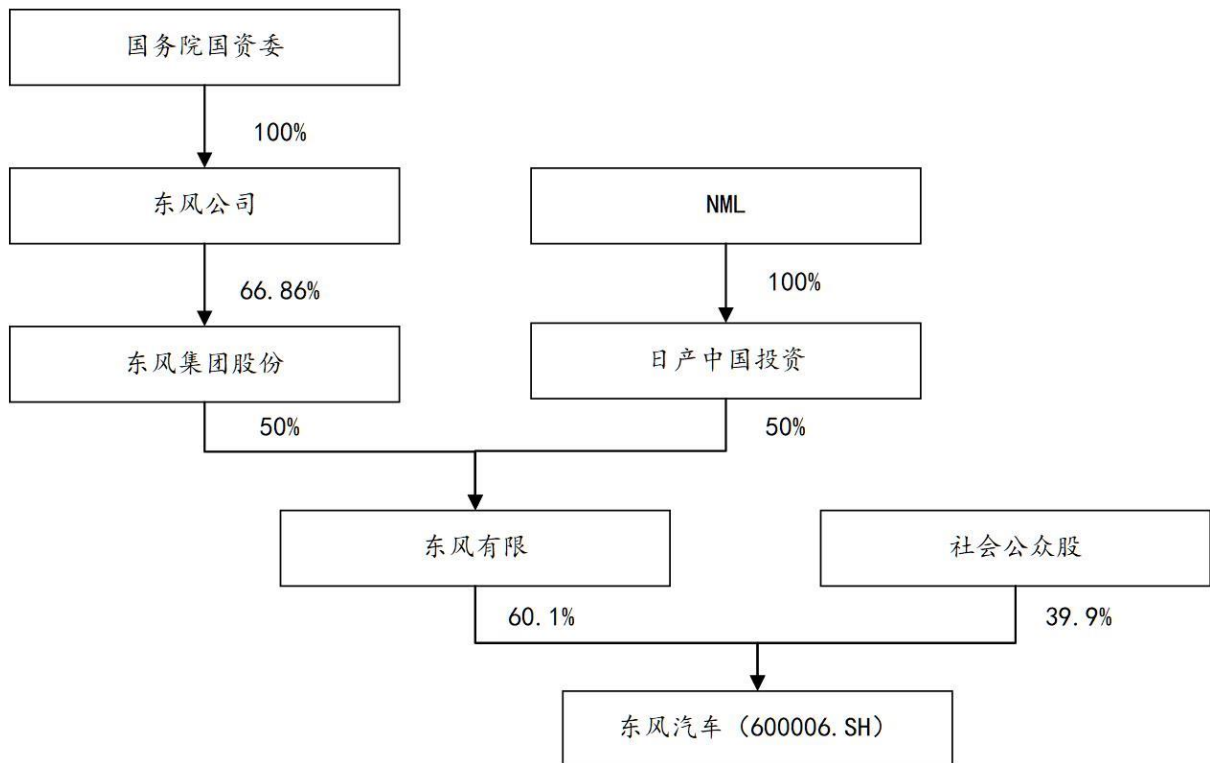 国务院国资委
100%
东风公司
NML
66.86%
100%
东风集团股份
日产中国投资
50%
50%
东风有限
社会公众股
60.1%
39.9%
东风汽车（600006.SH）